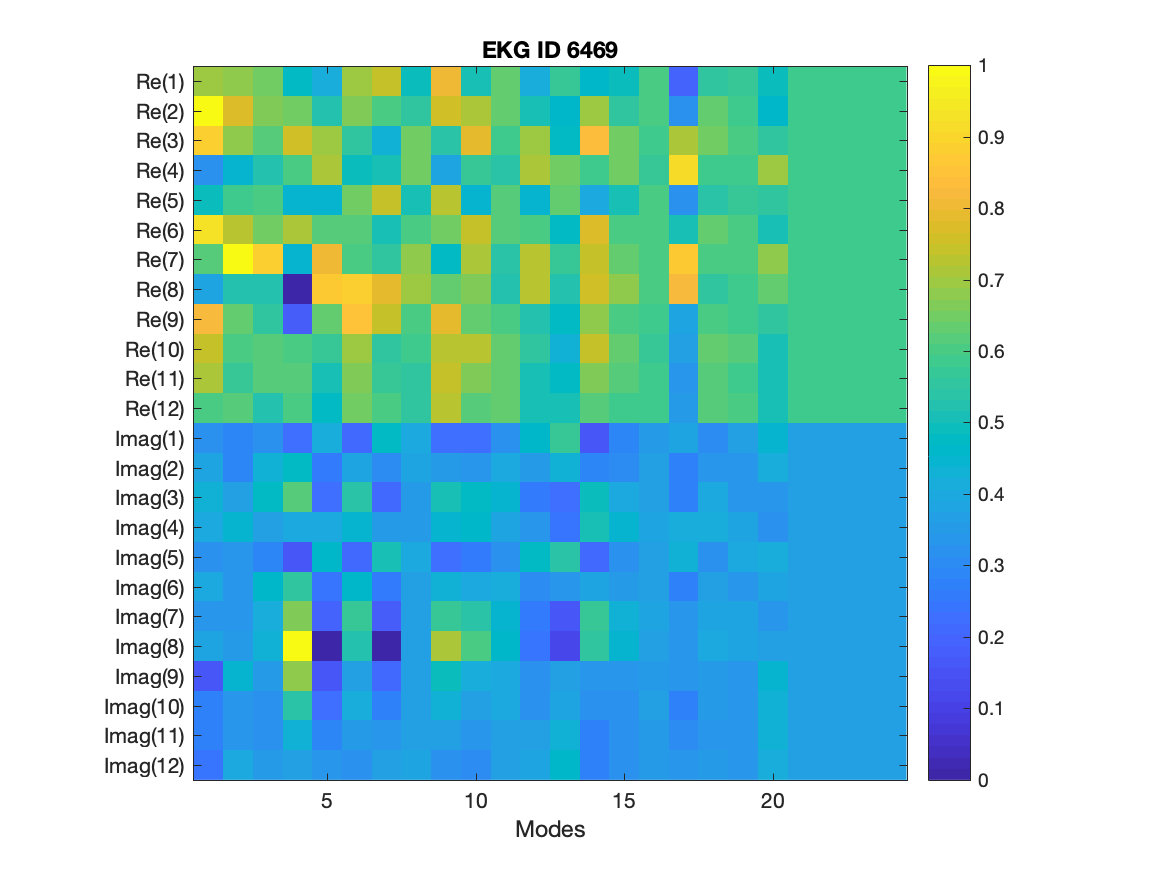 EKG ID 6469
Re(1)
Re(2)
Re(3)
Re(4)
Re(5)
Re(6)
Re(7)
Re(8)
Re(9)
Re(10)
Re(11)
Re(12)
Imag(1)
Imag(2)
Imag(3)
Imag(4)
Imag(5)
Imag(6)
Imag(7)
Imag(8)
Imag(9)
Imag(10)
Imag(11)
Imag(12)
5 10 15 20
Modes
1
0.9
0.8
0.7
0.6
0.5
0.4
0.3
0.2
0.1
0